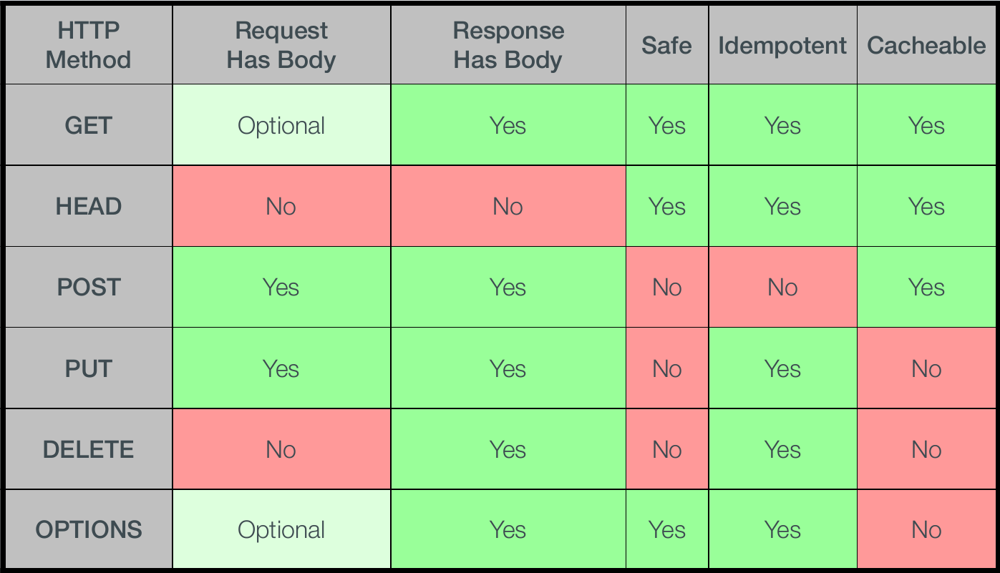 HTTP
Method
Request
Has Body
Response
Has Body
Safe
Idempotent
Cacheable
GET Optional Yes Yes Yes Yes
HEAD No No Yes Yes Yes
POST Yes Yes No No Yes
PUT Yes Yes No Yes No
DELETE No Yes No Yes No
OPTIONS Optional Yes Yes Yes No